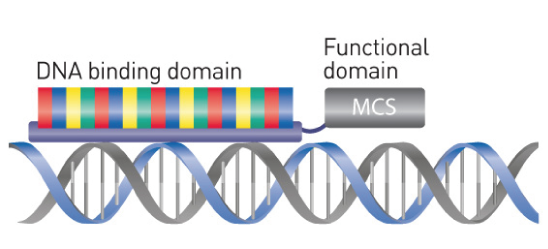 DNA binding domain
Functional
domain
MCS